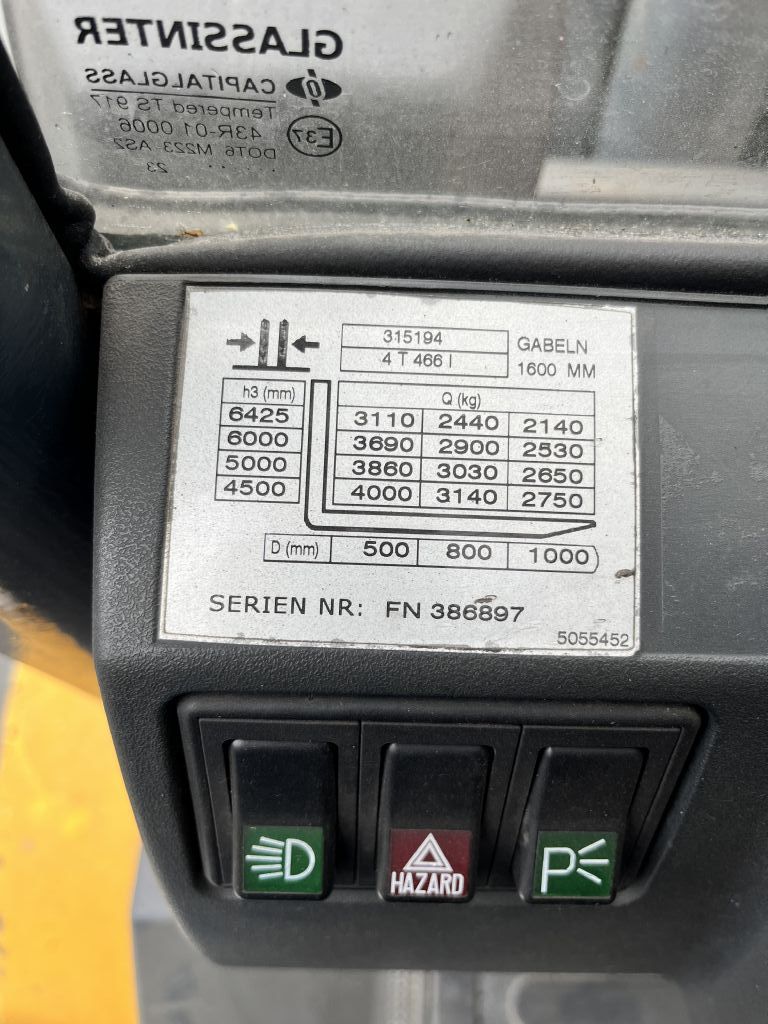 GLASSINTER
CAPITALGLASS
Tempered TS 917
43R-01 0006
E37
DOT6 M223 AS2
23
315194
4 T 466 I
GABELN
1600 MM
h3 (mm)
Q (kg)
6425 3110 2440 2140
6000 3690 2900 2530
5000 3860 3030 2650
4500 4000 3140 2750
D (mm) 500 800 1000
SERIEN NR: FN 386897
5055452
HAZARD
P